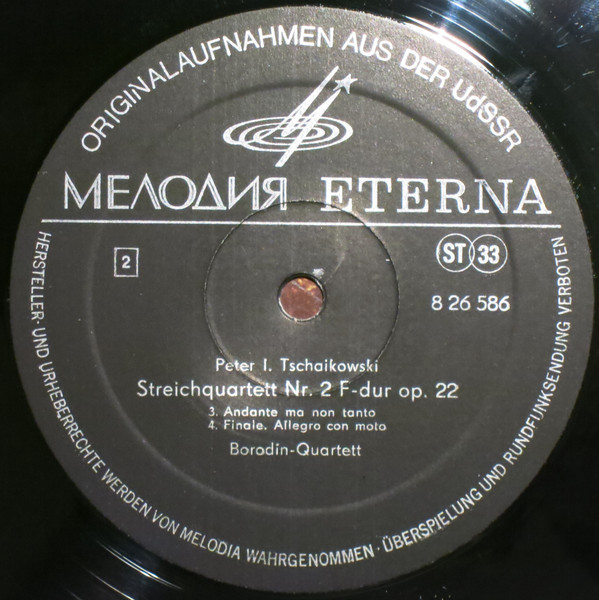 ORIGINALAUFNAHMEN AUS DER UdSSR
МЕЛОДИЯ ETERNA
2
ST 33
8 26 586
Peter I. Tschaikowski
Streichquartett Nr. 2 F-dur op. 22
3. Andante ma non tanto
4. Finale. Allegro con moto
Borodin-Quartett
HERSTELLER- UND URHEBERRECHTE WERDEN VON MELODIA WAHRGENOMMEN · ÜBERSPIELUNG UND RUNDFUNKSENDUNG VERBOTEN